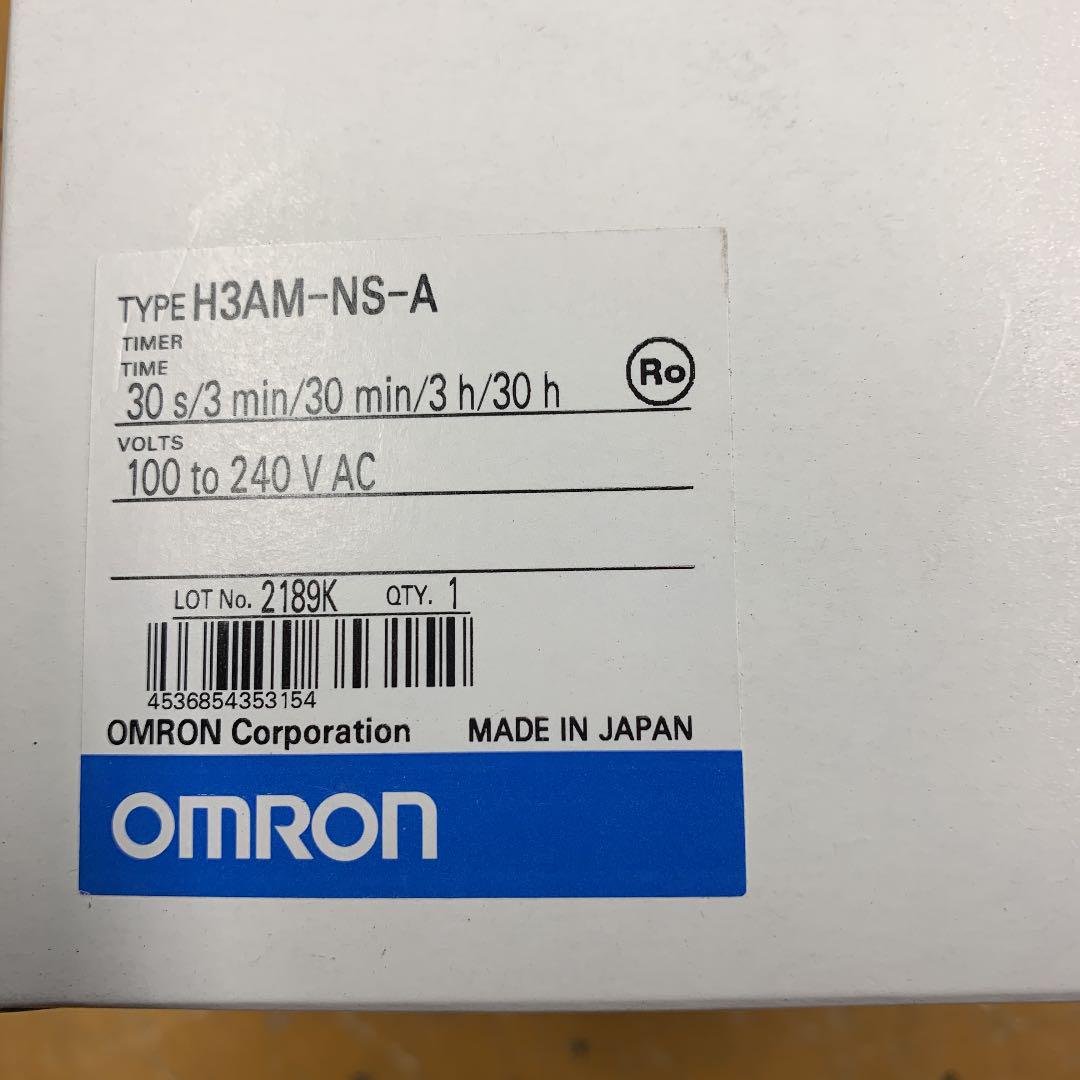 TYPE H3AM-NS-A
TIMER
TIME
30 s/3 min/30 min/3 h/30 h
Ro
VOLTS
100 to 240 V AC
LOT No. 2189K QTY. 1
4536854353154
OMRON Corporation MADE IN JAPAN
OMRON